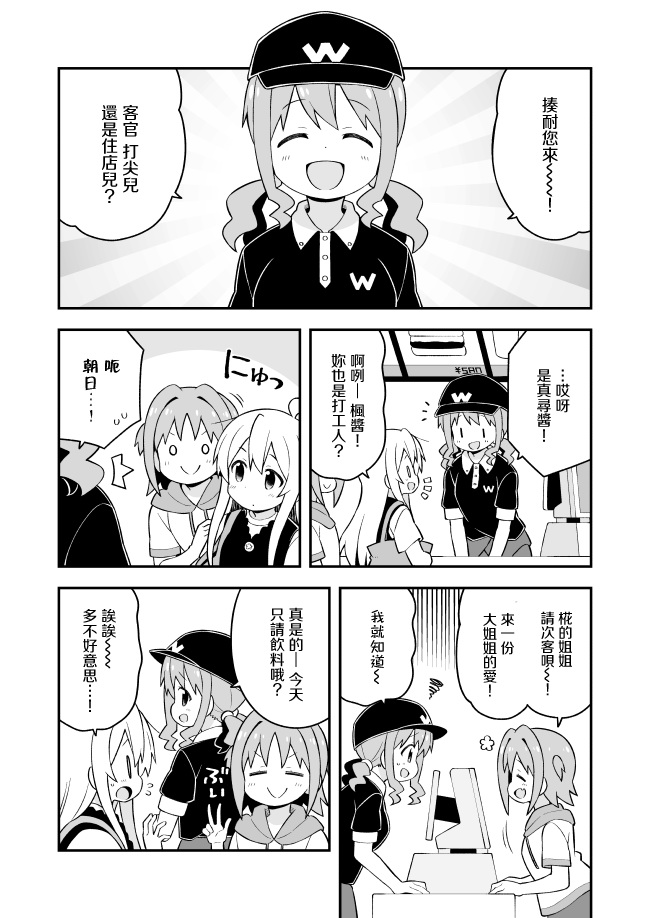 W
揍耐您來~~~!
客官 打尖兒
還是住店兒?
W
…哎呀
是真尋醬!
¥580
W
W
啊咧─ 楓醬!
妳也是打工人?
にゅっ
呃
朝日…!
椛的姐姐
請次客唄~~!
來一份
大姐姐的愛!
我就知道~
真是的─ 今天
只請飲料哦?
ぶい
誒誒~~~
多不好意思…!